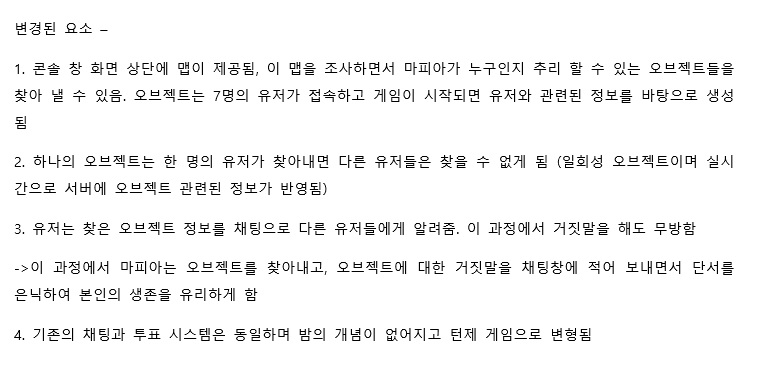 변경된 요소 –
1. 콘솔 창 화면 상단에 맵이 제공됨, 이 맵을 조사하면서 마피아가 누구인지 추리 할 수 있는 오브젝트들을
찾아 낼 수 있음. 오브젝트는 7명의 유저가 접속하고 게임이 시작되면 유저와 관련된 정보를 바탕으로 생성
됨
2. 하나의 오브젝트는 한 명의 유저가 찾아내면 다른 유저들은 찾을 수 없게 됨 (일회성 오브젝트이며 실시
간으로 서버에 오브젝트 관련된 정보가 반영됨)
3. 유저는 찾은 오브젝트 정보를 채팅으로 다른 유저들에게 알려줌. 이 과정에서 거짓말을 해도 무방함
->이 과정에서 마피아는 오브젝트를 찾아내고, 오브젝트에 대한 거짓말을 채팅창에 적어 보내면서 단서를
은닉하여 본인의 생존을 유리하게 함
4. 기존의 채팅과 투표 시스템은 동일하며 밤의 개념이 없어지고 턴제 게임으로 변형됨